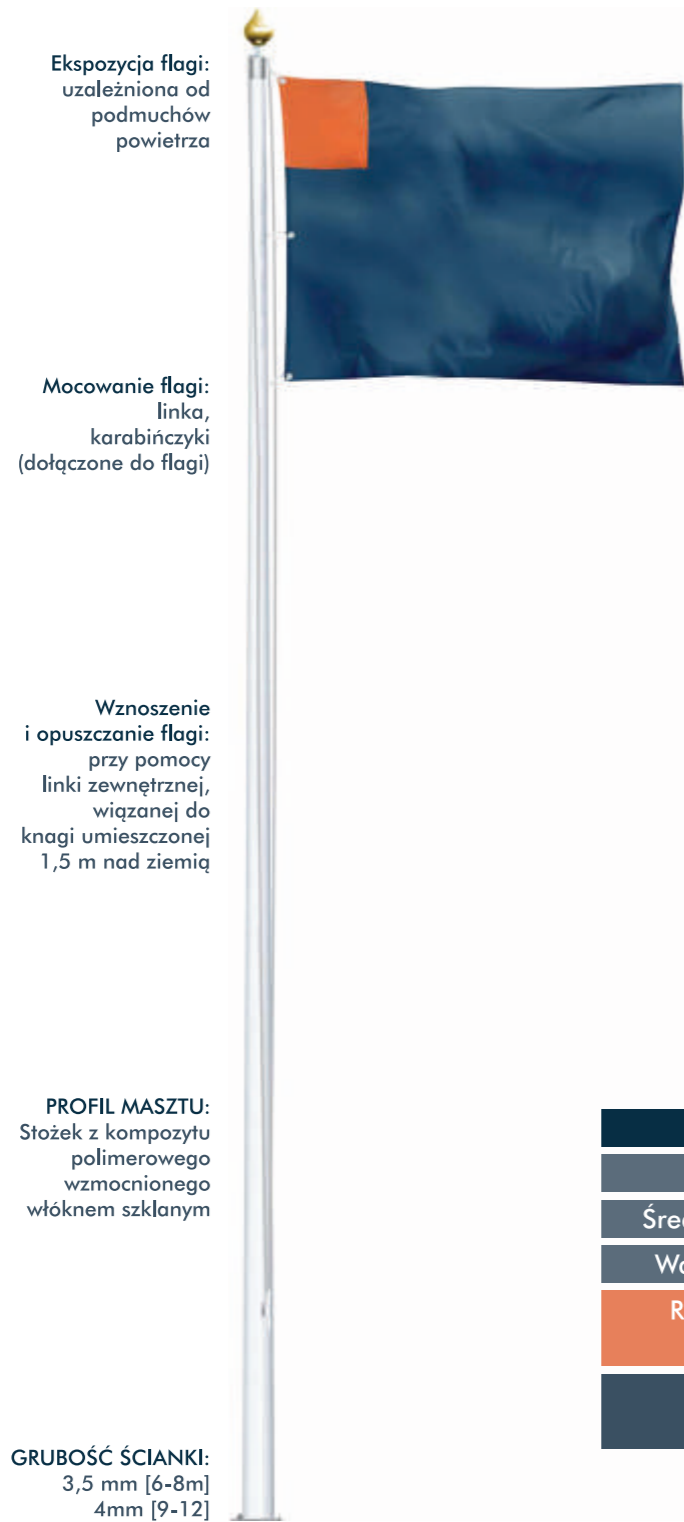 Ekspozycja flagi:
uzależniona od
podmuchów
powietrza
Mocowanie flagi:
linka,
karabińczyki
(dołączone do flagi)
Wznoszenie
i opuszczanie flagi:
przy pomocy
linki zewnętrznej,
wiązanej do
knagi umieszczonej
1,5 m nad ziemią
PROFIL MASZTU:
Stożek z kompozytu
polimerowego
wzmocnionego
włóknem szklanym
GRUBOŚĆ ŚCIANKI:
3,5 mm [6-8m]
4mm [9-12]